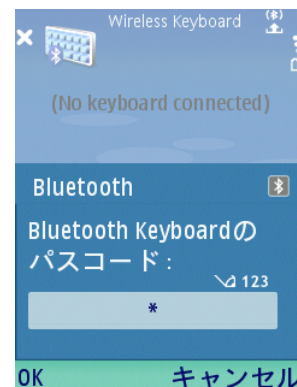 Wireless Keyboard
(No keyboard connected)
Bluetooth
Bluetooth Keyboardの
パスコード:
123
*
OK キャンセル